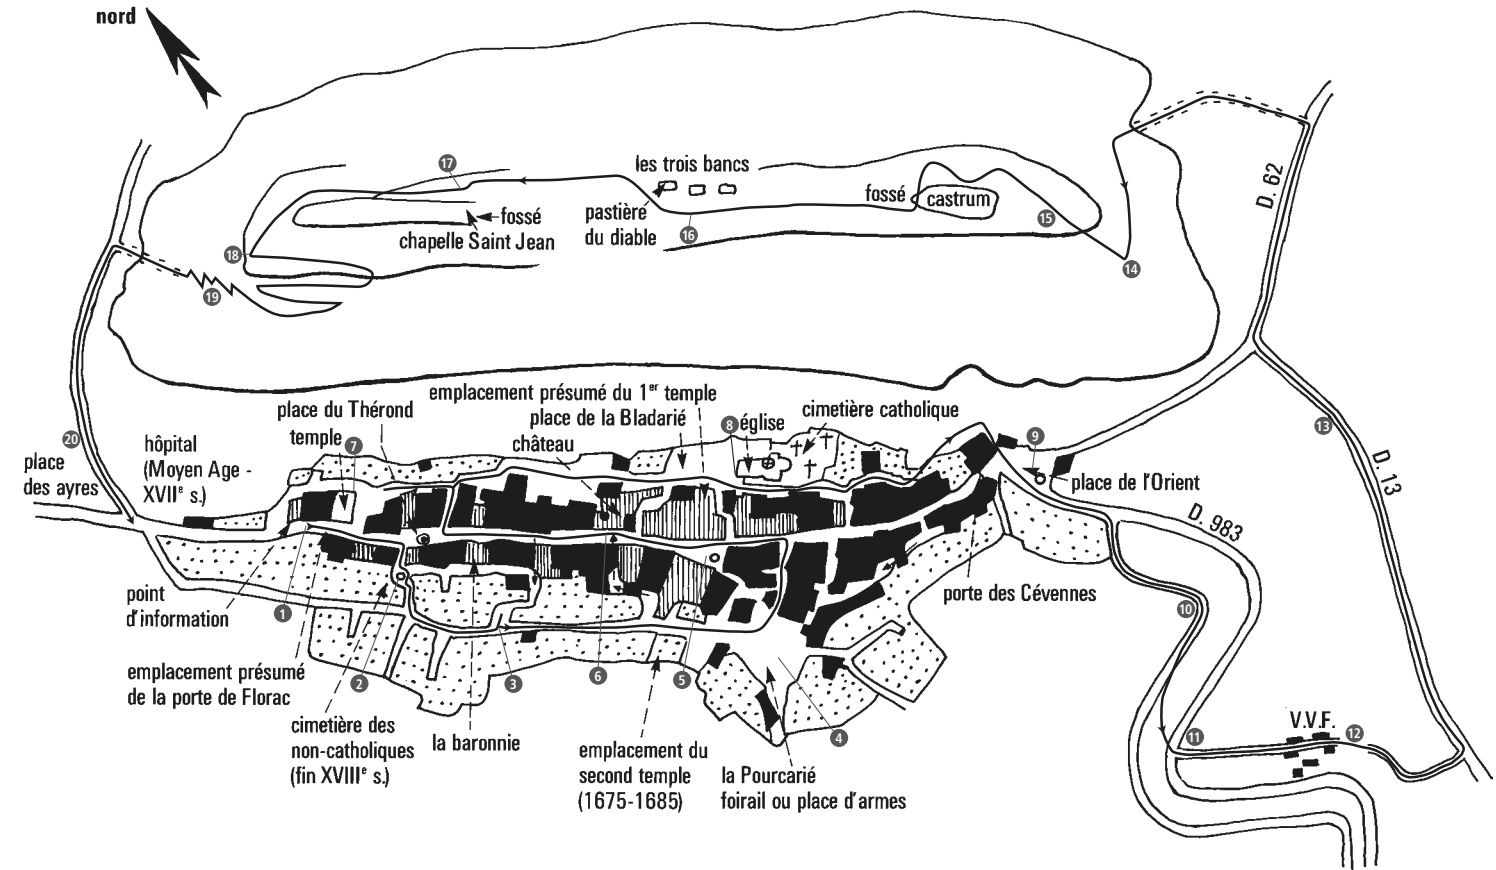 nord
17
les trois bancs
fossé
castrum
D. 62
pastière
du diable
15
16
fossé
chapelle Saint Jean
18
14
19
emplacement présumé du 1er temple
place du Thérond
place de la Bladarié
cimetière catholique
8
église
temple
7
château
9
13
20
hôpital
(Moyen Age -
XVIIe s.)
place
des ayres
place de l'Orient
D. 13
D. 983
point
d'information
1
porte des Cévennes
10
emplacement présumé
de la porte de Florac
2
3
6
5
4
cimetière des
non-catholiques
(fin XVIIIe s.)
la baronnie
emplacement du
second temple
(1675-1685)
la Pourcarié
foirail ou place d'armes
V.V.F.
11
12